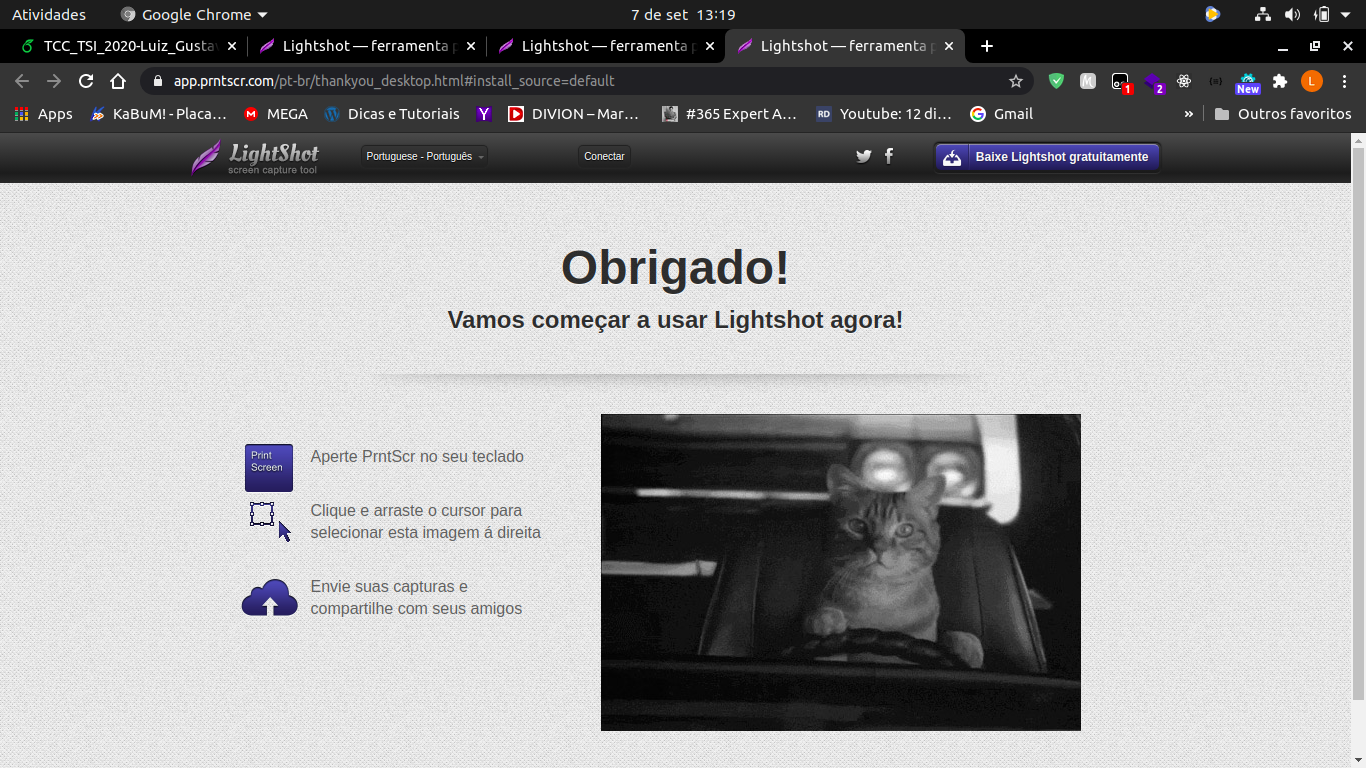 Atividades
Google Chrome
7 de set 13:19
TCC_TSI_2020-Luiz_Gusta
Lightshot — ferramenta p
Lightshot — ferramenta p
Lightshot — ferramenta p
app.prntscr.com/pt-br/thankyou_desktop.html#install_source=default
1
2
New
L
Apps
KaBuM! - Placa…
MEGA
Dicas e Tutoriais
DIVION – Mar…
#365 Expert A…
RD
Youtube: 12 di…
Gmail
»
Outros favoritos
LightShot
screen capture tool
Portuguese - Português
Conectar
Baixe Lightshot gratuitamente
Obrigado!
Vamos começar a usar Lightshot agora!
Print
Screen
Aperte PrntScr no seu teclado
Clique e arraste o cursor para
selecionar esta imagem á direita
Envie suas capturas e
compartilhe com seus amigos